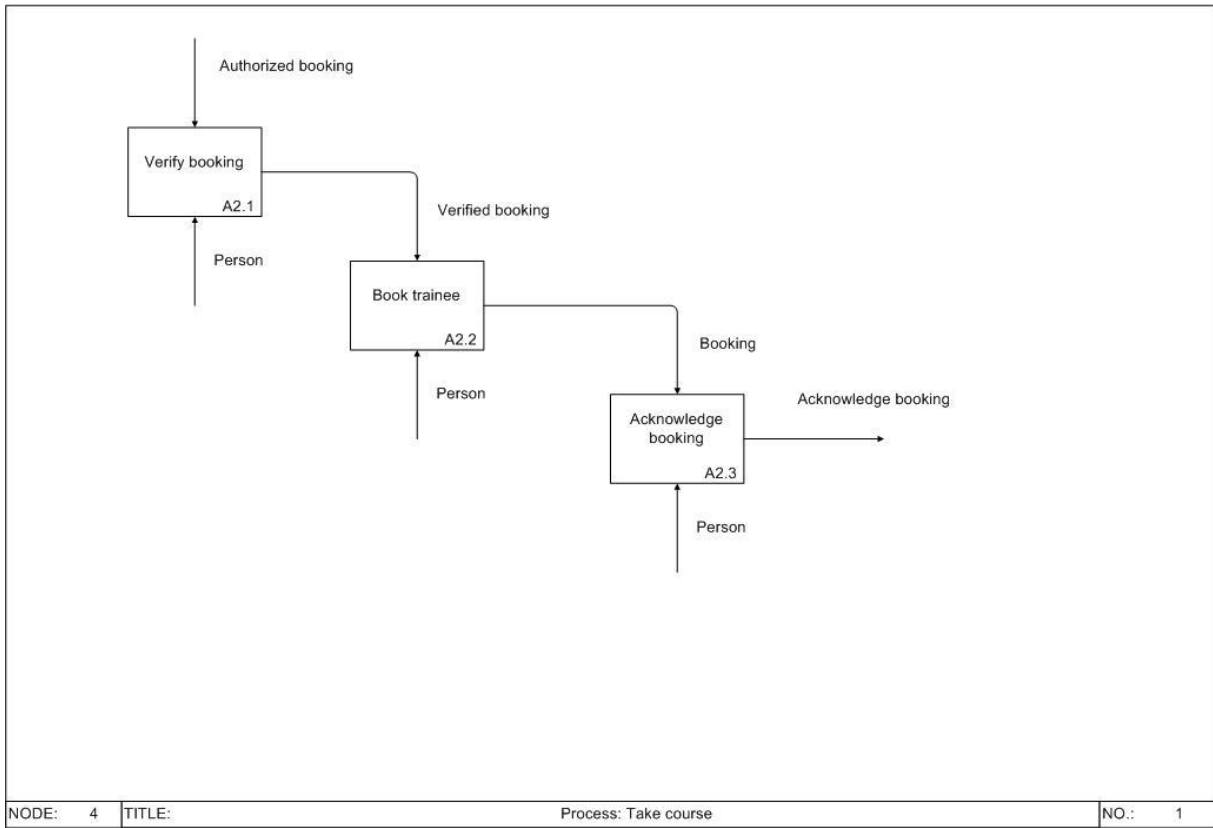 Authorized booking
Verify booking
A2.1
Verified booking
Person
Book trainee
A2.2
Booking
Person
Acknowledge booking
Acknowledge
booking
A2.3
Person
NODE: 4 TITLE: Process: Take course NO.: 1